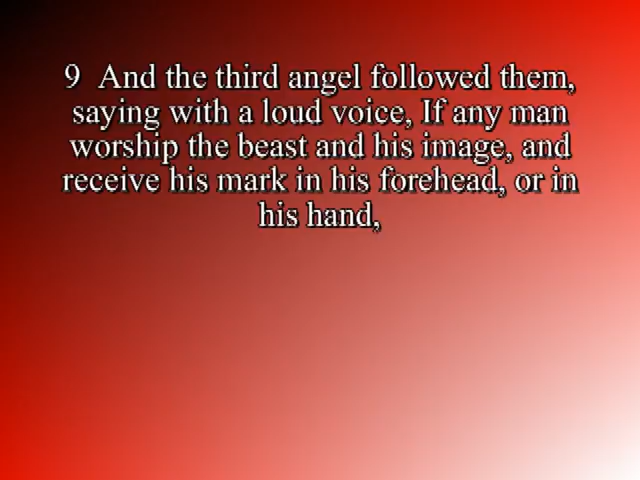 9  And the third angel followed them,
saying with a loud voice, If any man
worship the beast and his image, and
receive his mark in his forehead, or in
his hand,